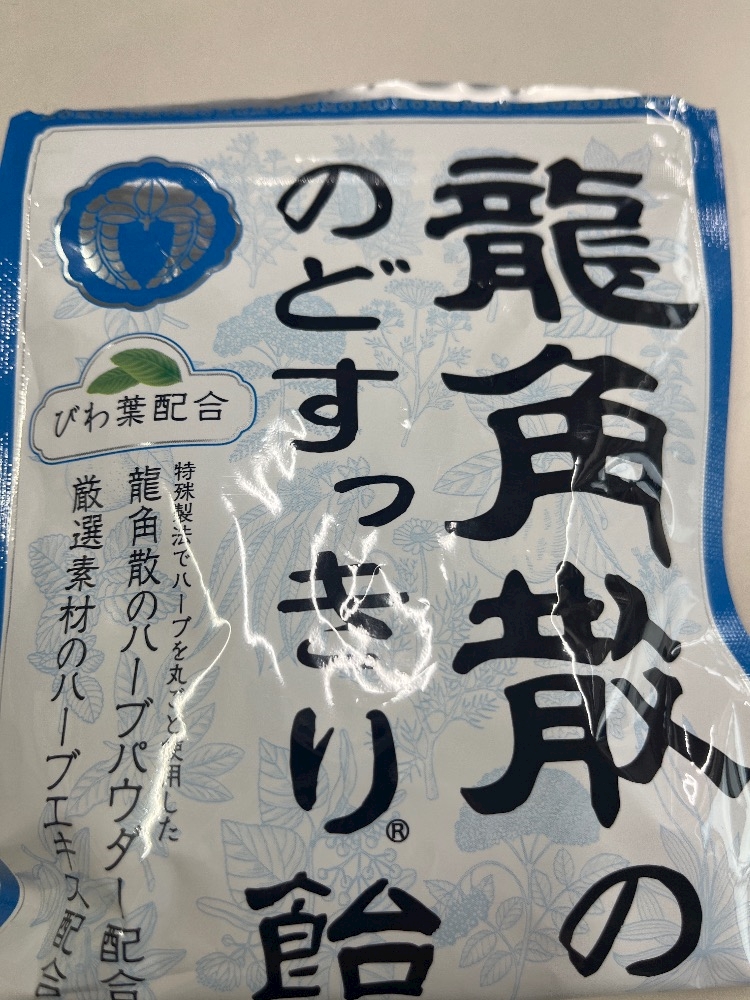 龍角散の
のどすっきり®飴
びわ葉配合
特殊製法でハーブを丸ごと使用した
龍角散のハーブパウダー配合
厳選素材のハーブエキス配合